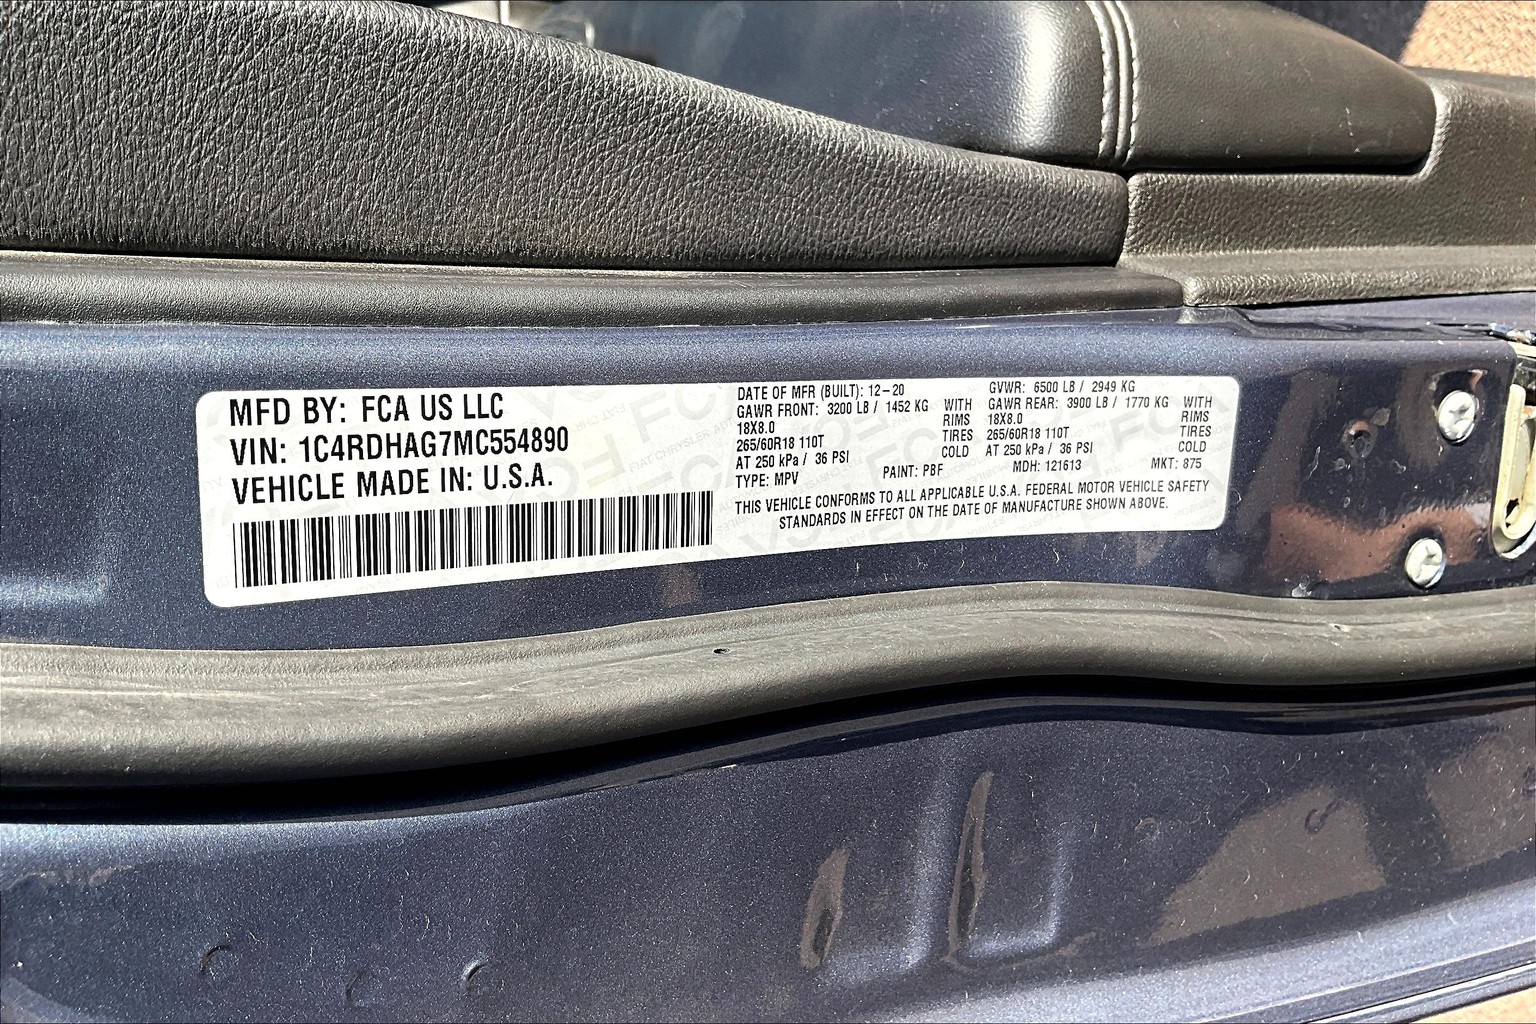 MFD BY: FCA US LLC
VIN: 1C4RDHAG7MC554890
VEHICLE MADE IN: U.S.A.
DATE OF MFR (BUILT): 12-20
GAWR FRONT: 3200 LB / 1452 KG WITH
18X8.0 RIMS
265/60R18 110T TIRES
AT 250 kPa / 36 PSI COLD
TYPE: MPV
GVWR: 6500 LB / 2949 KG
GAWR REAR: 3900 LB / 1770 KG WITH
18X8.0 RIMS
265/60R18 110T TIRES
AT 250 kPa / 36 PSI COLD
PAINT: PBF MDH: 121613 MKT: 875
THIS VEHICLE CONFORMS TO ALL APPLICABLE U.S.A. FEDERAL MOTOR VEHICLE SAFETY
STANDARDS IN EFFECT ON THE DATE OF MANUFACTURE SHOWN ABOVE.